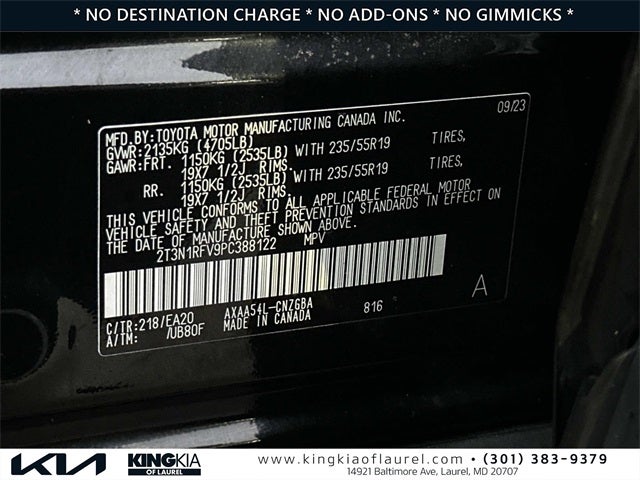 * NO DESTINATION CHARGE * NO ADD-ONS * NO GIMMICKS *
09/23
MFD.BY:TOYOTA MOTOR MANUFACTURING CANADA INC.
GVWR:2135KG (4705LB)
GAWR:FRT. 1150KG (2535LB) WITH 235/55R19 TIRES,
19X7 1/2J RIMS.
RR. 1150KG (2535LB) WITH 235/55R19 TIRES,
19X7 1/2J RIMS.
THIS VEHICLE CONFORMS TO ALL APPLICABLE FEDERAL MOTOR
VEHICLE SAFETY AND THEFT PREVENTION STANDARDS IN EFFECT ON
THE DATE OF MANUFACTURE SHOWN ABOVE.
2T3N1RFV9PC388122 MPV
A
C/TR:218/EA20 AXAA54L-CNZGBA 816
A/TM: /UB80F MADE IN CANADA
KIA KING KIA OF LAUREL
www.kingkiaoflaurel.com • (301) 383-9379
14921 Baltimore Ave, Laurel, MD 20707